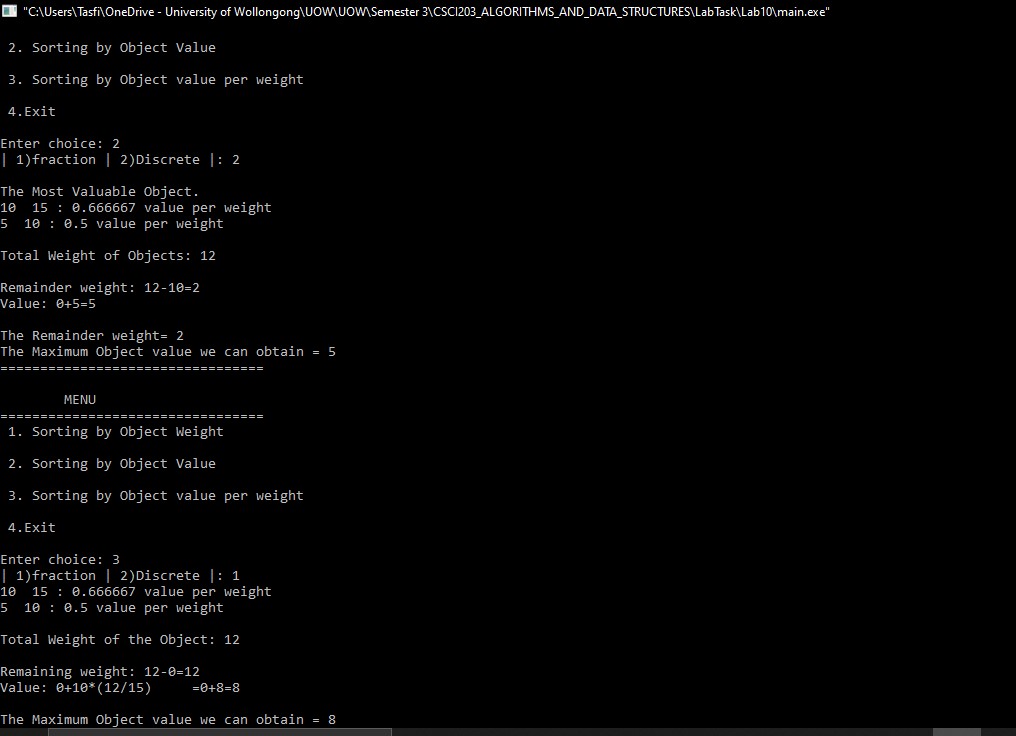 "C:\Users\Tasfi\OneDrive - University of Wollongong\UOW\UOW\Semester 3\CSCI203_ALGORITHMS_AND_DATA_STRUCTURES\LabTask\Lab10\main.exe"
2. Sorting by Object Value
3. Sorting by Object value per weight
4.Exit
Enter choice: 2
| 1)fraction | 2)Discrete |: 2
The Most Valuable Object.
10  15 : 0.666667 value per weight
5  10 : 0.5 value per weight
Total Weight of Objects: 12
Remainder weight: 12-10=2
Value: 0+5=5
The Remainder weight= 2
The Maximum Object value we can obtain = 5
=================================
MENU
=================================
1. Sorting by Object Weight
2. Sorting by Object Value
3. Sorting by Object value per weight
4.Exit
Enter choice: 3
| 1)fraction | 2)Discrete |: 1
10  15 : 0.666667 value per weight
5  10 : 0.5 value per weight
Total Weight of the Object: 12
Remaining weight: 12-0=12
Value: 0+10*(12/15)     =0+8=8
The Maximum Object value we can obtain = 8